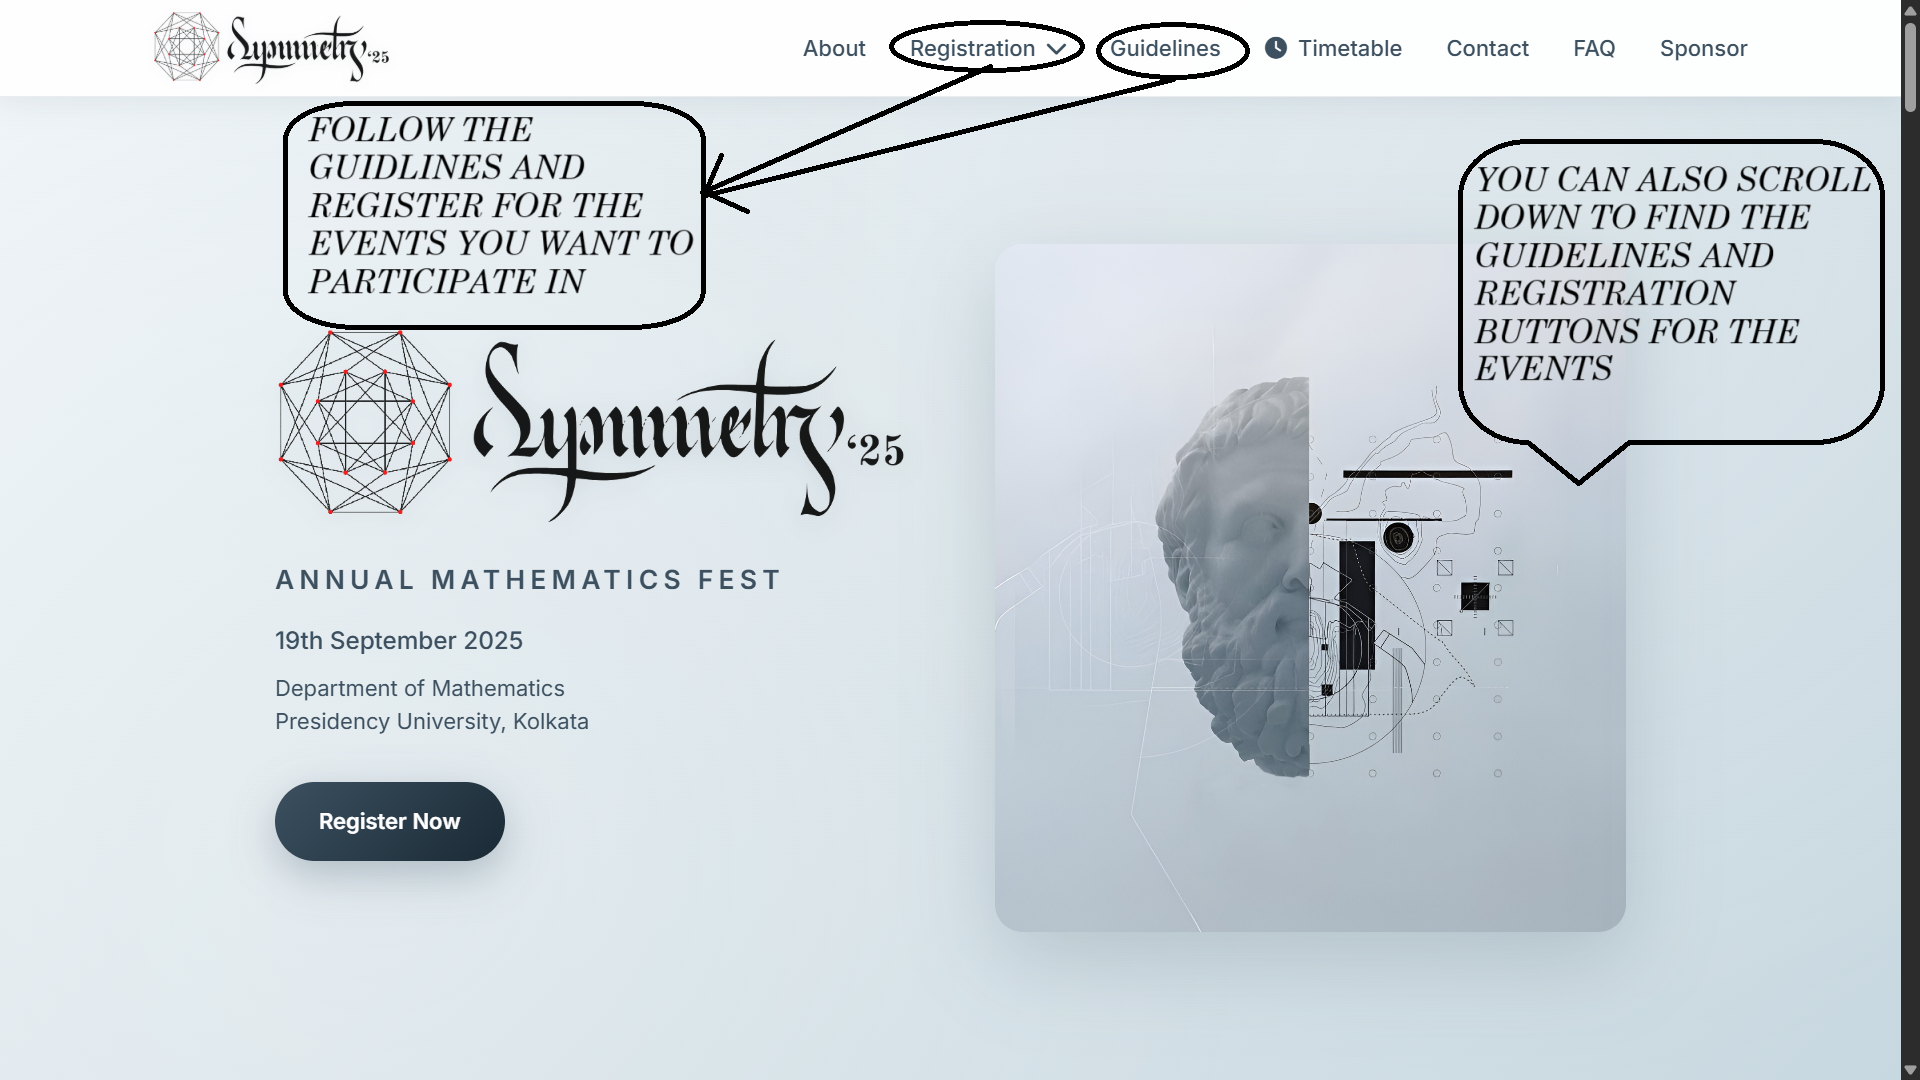 Symmetry '25
About
Registration
Guidelines
Timetable
Contact
FAQ
Sponsor
FOLLOW THE
GUIDLINES AND
REGISTER FOR THE
EVENTS YOU WANT TO
PARTICIPATE IN
YOU CAN ALSO SCROLL
DOWN TO FIND THE
GUIDELINES AND
REGISTRATION
BUTTONS FOR THE
EVENTS
Symmetry '25
ANNUAL MATHEMATICS FEST
19th September 2025
Department of Mathematics
Presidency University, Kolkata
Register Now